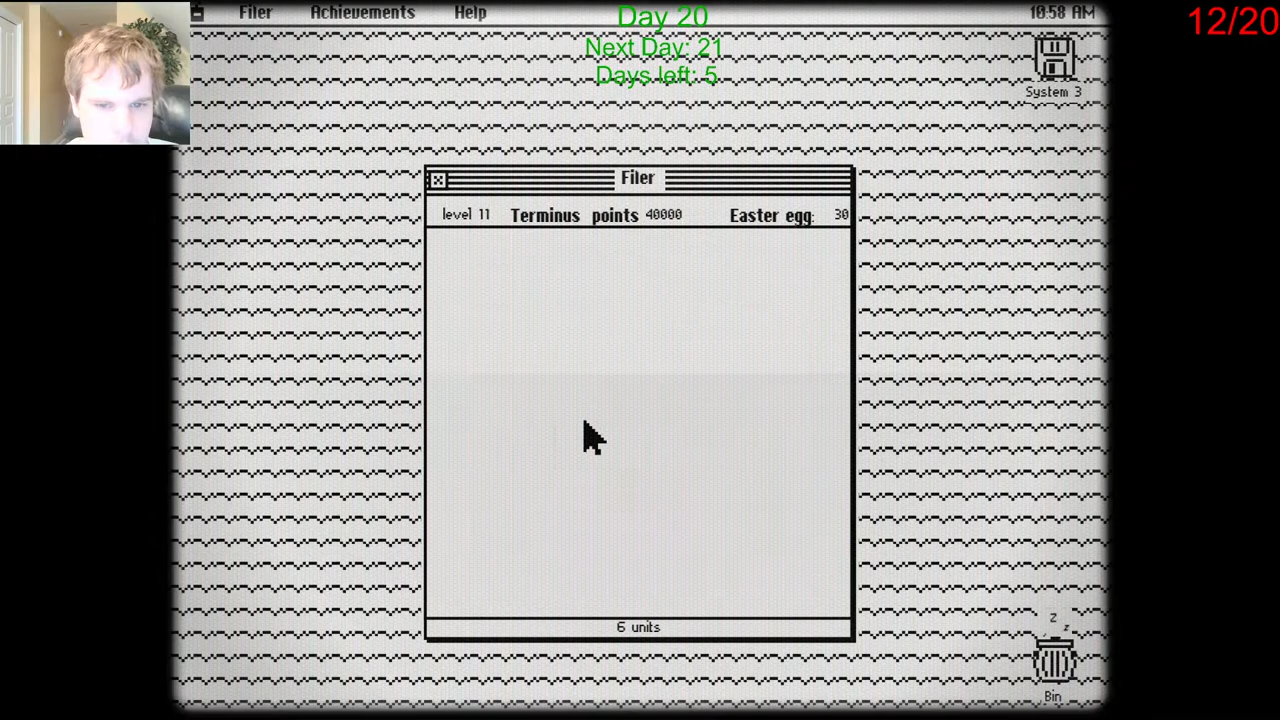 Filer Achievements Help 10:58 AM
Day 20
Next Day: 21
Days left: 5
12/20
System 3
Filer
level 11 Terminus points 40000 Easter egg: 30
6 units
z
z
Bin